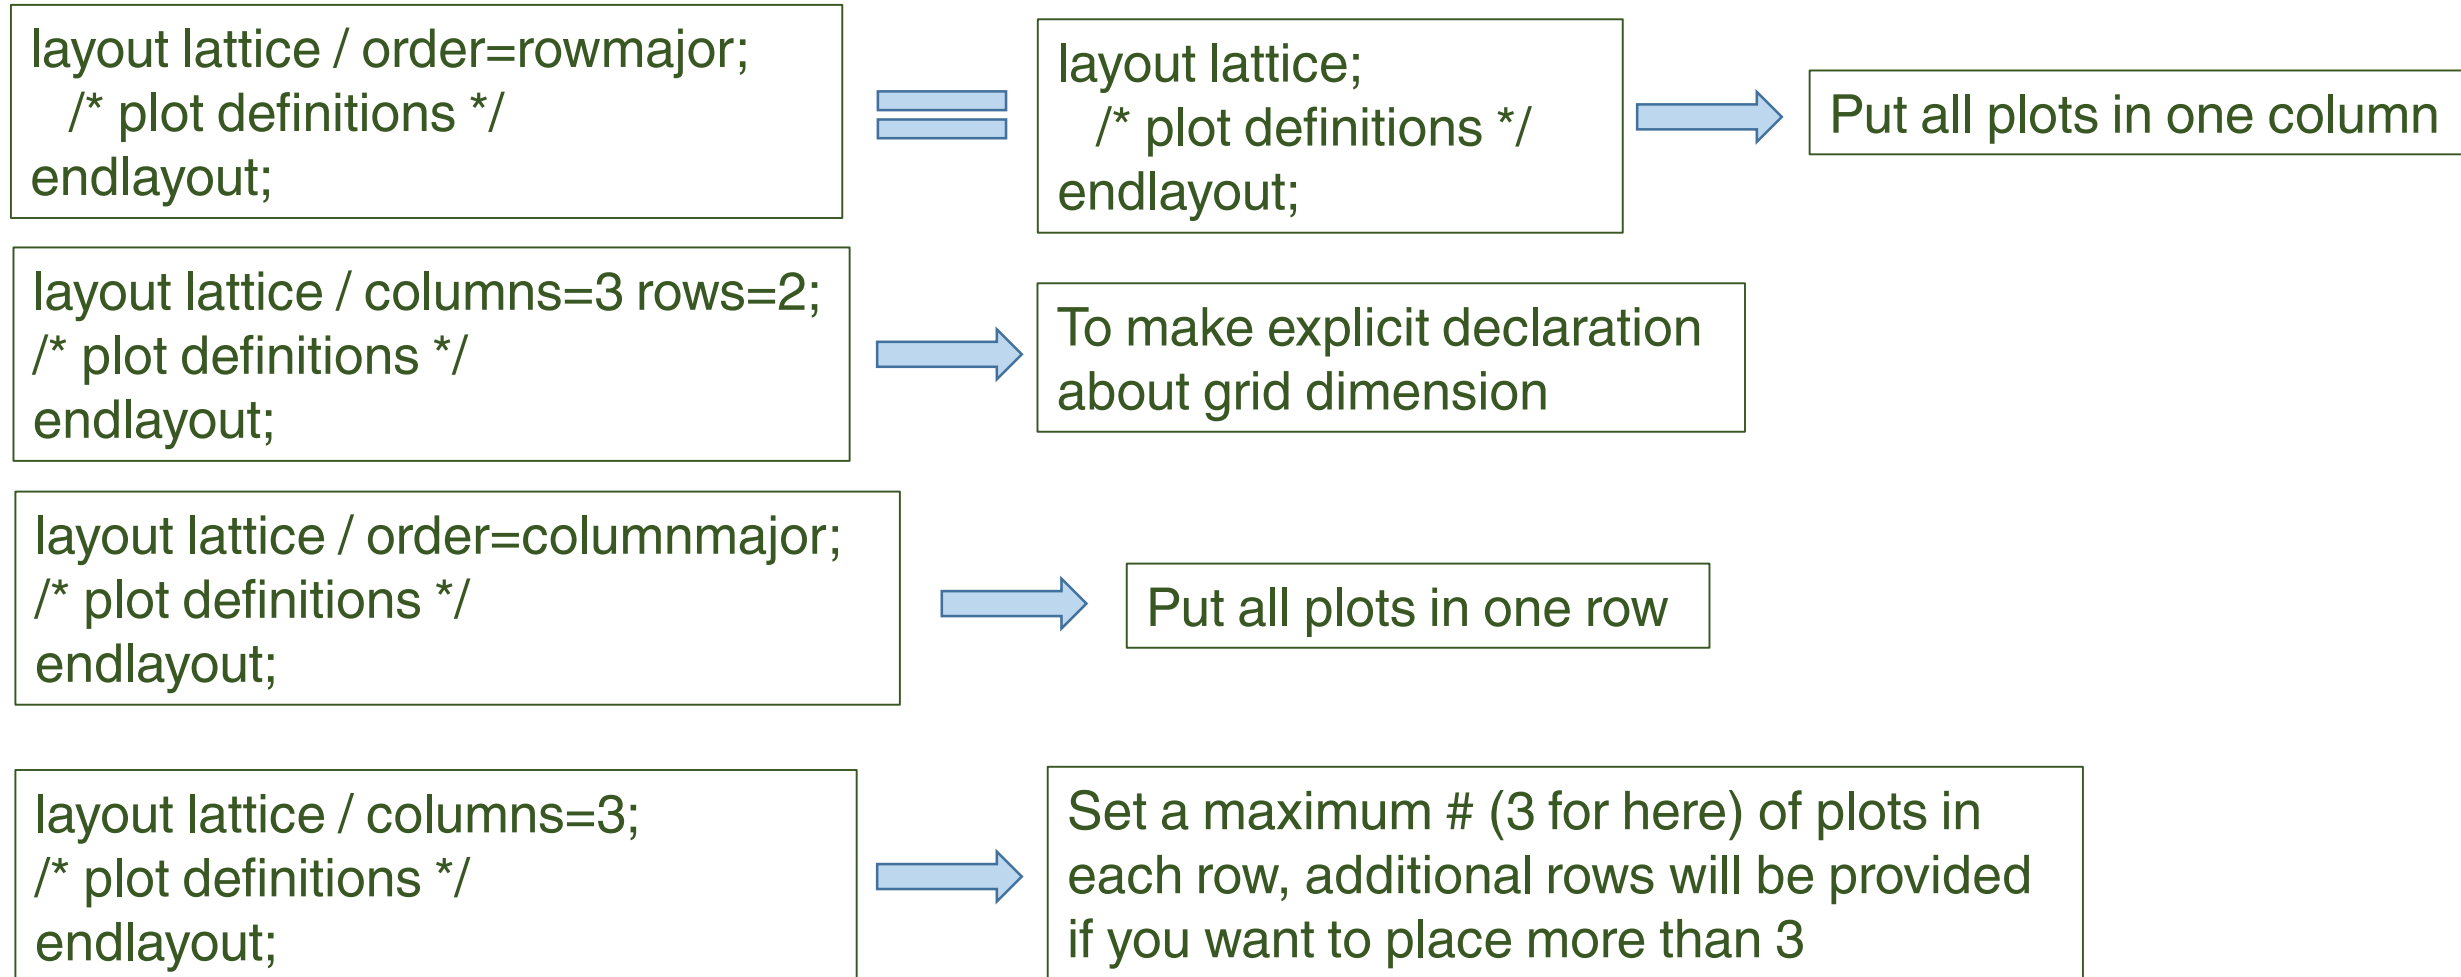 layout lattice / order=rowmajor;
/* plot definitions */
endlayout;
layout lattice;
/* plot definitions */
endlayout;
Put all plots in one column
layout lattice / columns=3 rows=2;
/* plot definitions */
endlayout;
To make explicit declaration
about grid dimension
layout lattice / order=columnmajor;
/* plot definitions */
endlayout;
Put all plots in one row
layout lattice / columns=3;
/* plot definitions */
endlayout;
Set a maximum # (3 for here) of plots in
each row, additional rows will be provided
if you want to place more than 3